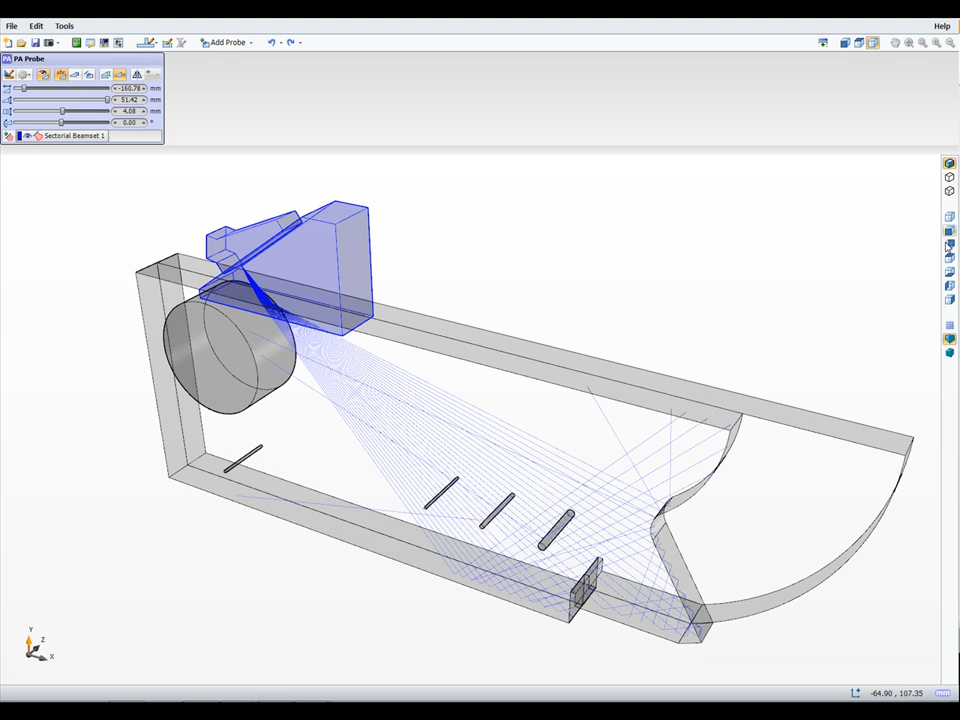 File Edit Tools Help
Add Probe
PA PA Probe
-160.78 mm
51.42 mm
4.08 mm
0.00 °
Sectorial Beamset 1
Y
Z
X
-64.90 , 107.35 mm